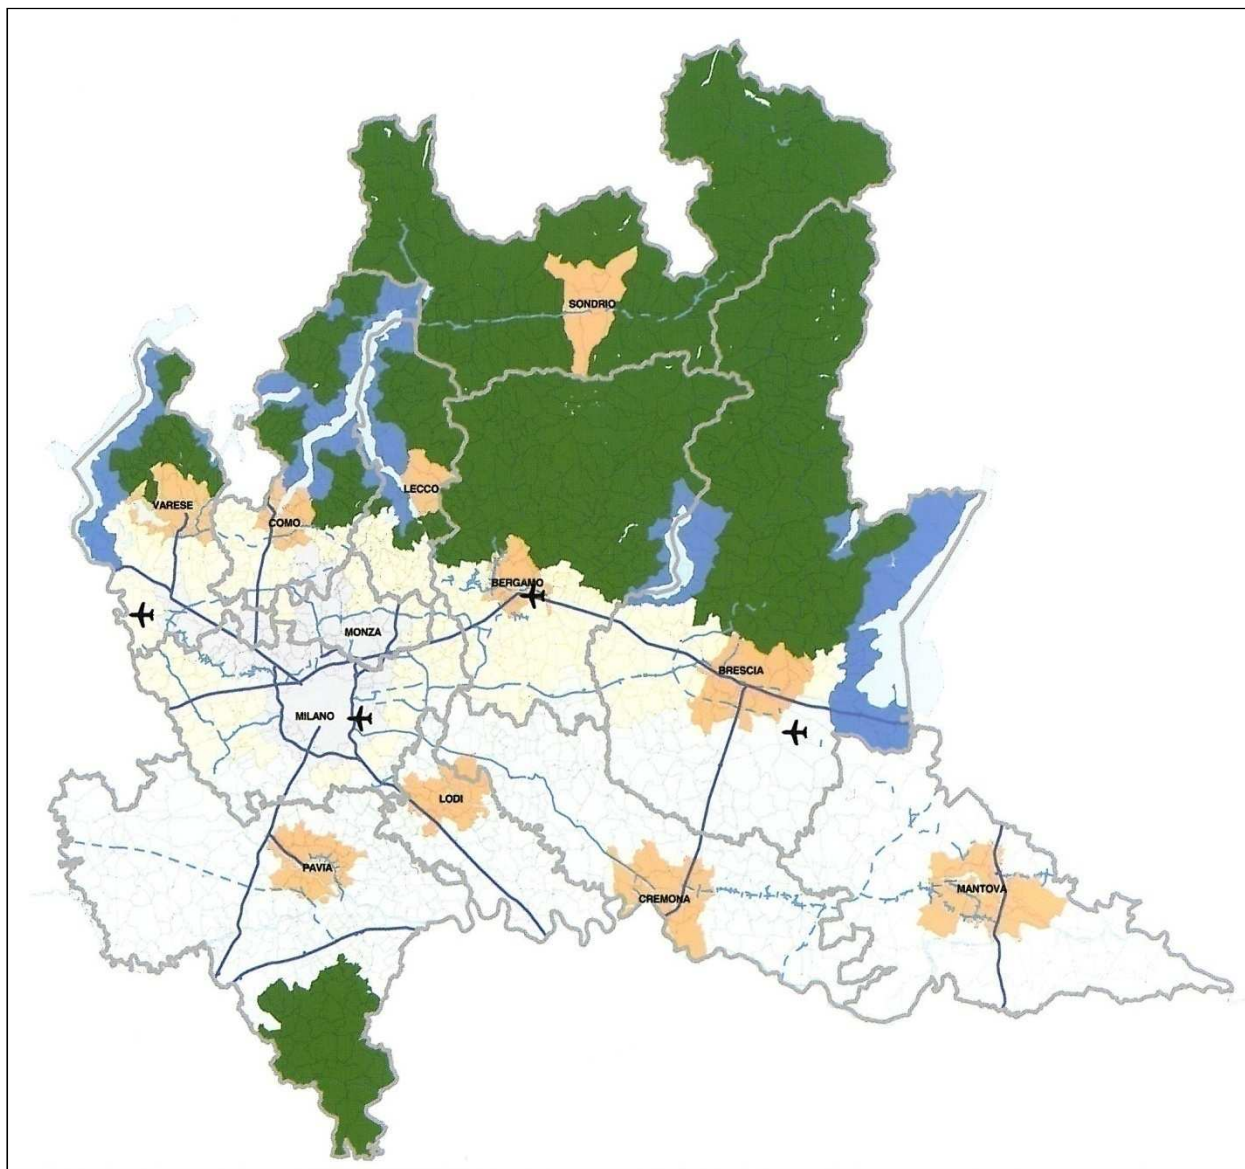 SONDRIO
LECCO
VARESE
COMO
BERGAMO
MONZA
BRESCIA
MILANO
LODI
PAVIA
CREMONA
MANTOVA